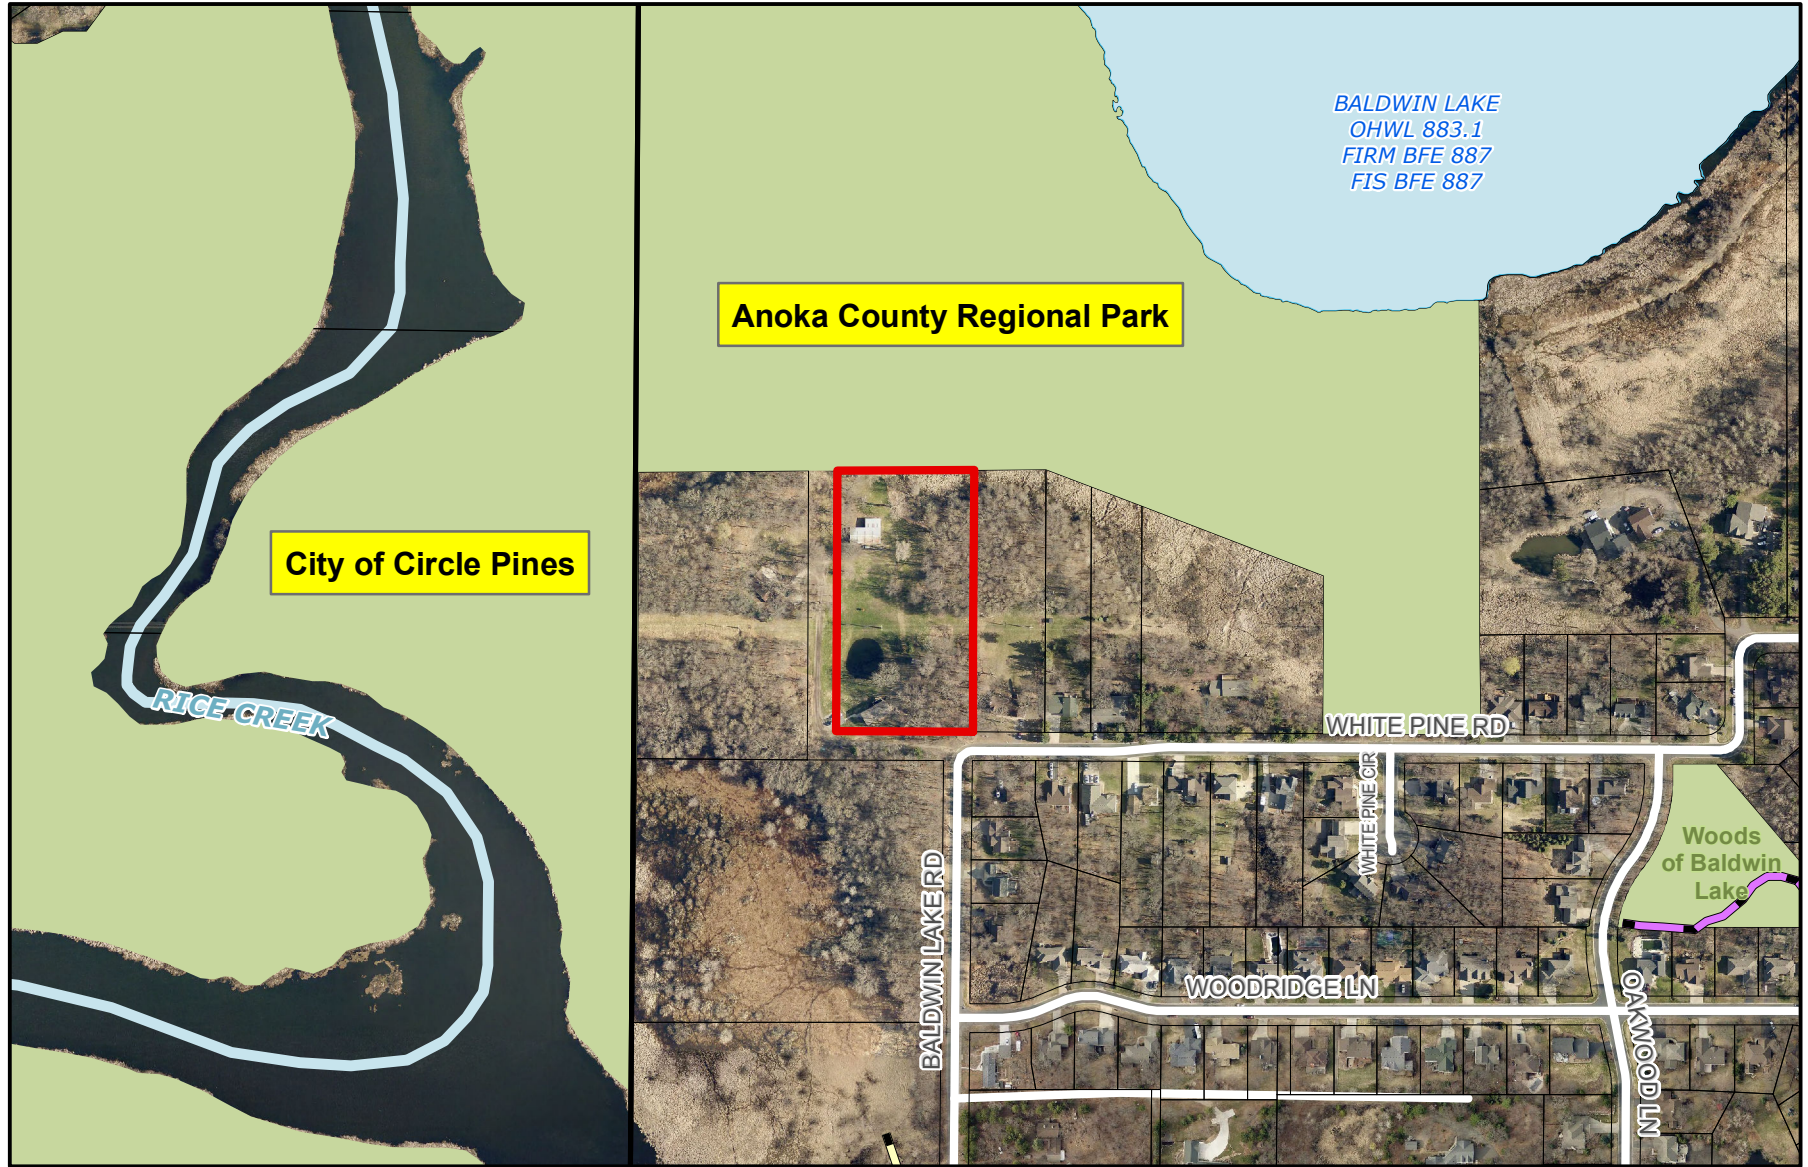 BALDWIN LAKE
OHWL 883.1
FIRM BFE 887
FIS BFE 887
Anoka County Regional Park
City of Circle Pines
RICE CREEK
WHITE PINE RD
WHITE PINE CIR
Woods
of Baldwin
Lake
BALDWIN LAKE RD
WOODRIDGE LN
OAKWOOD LN